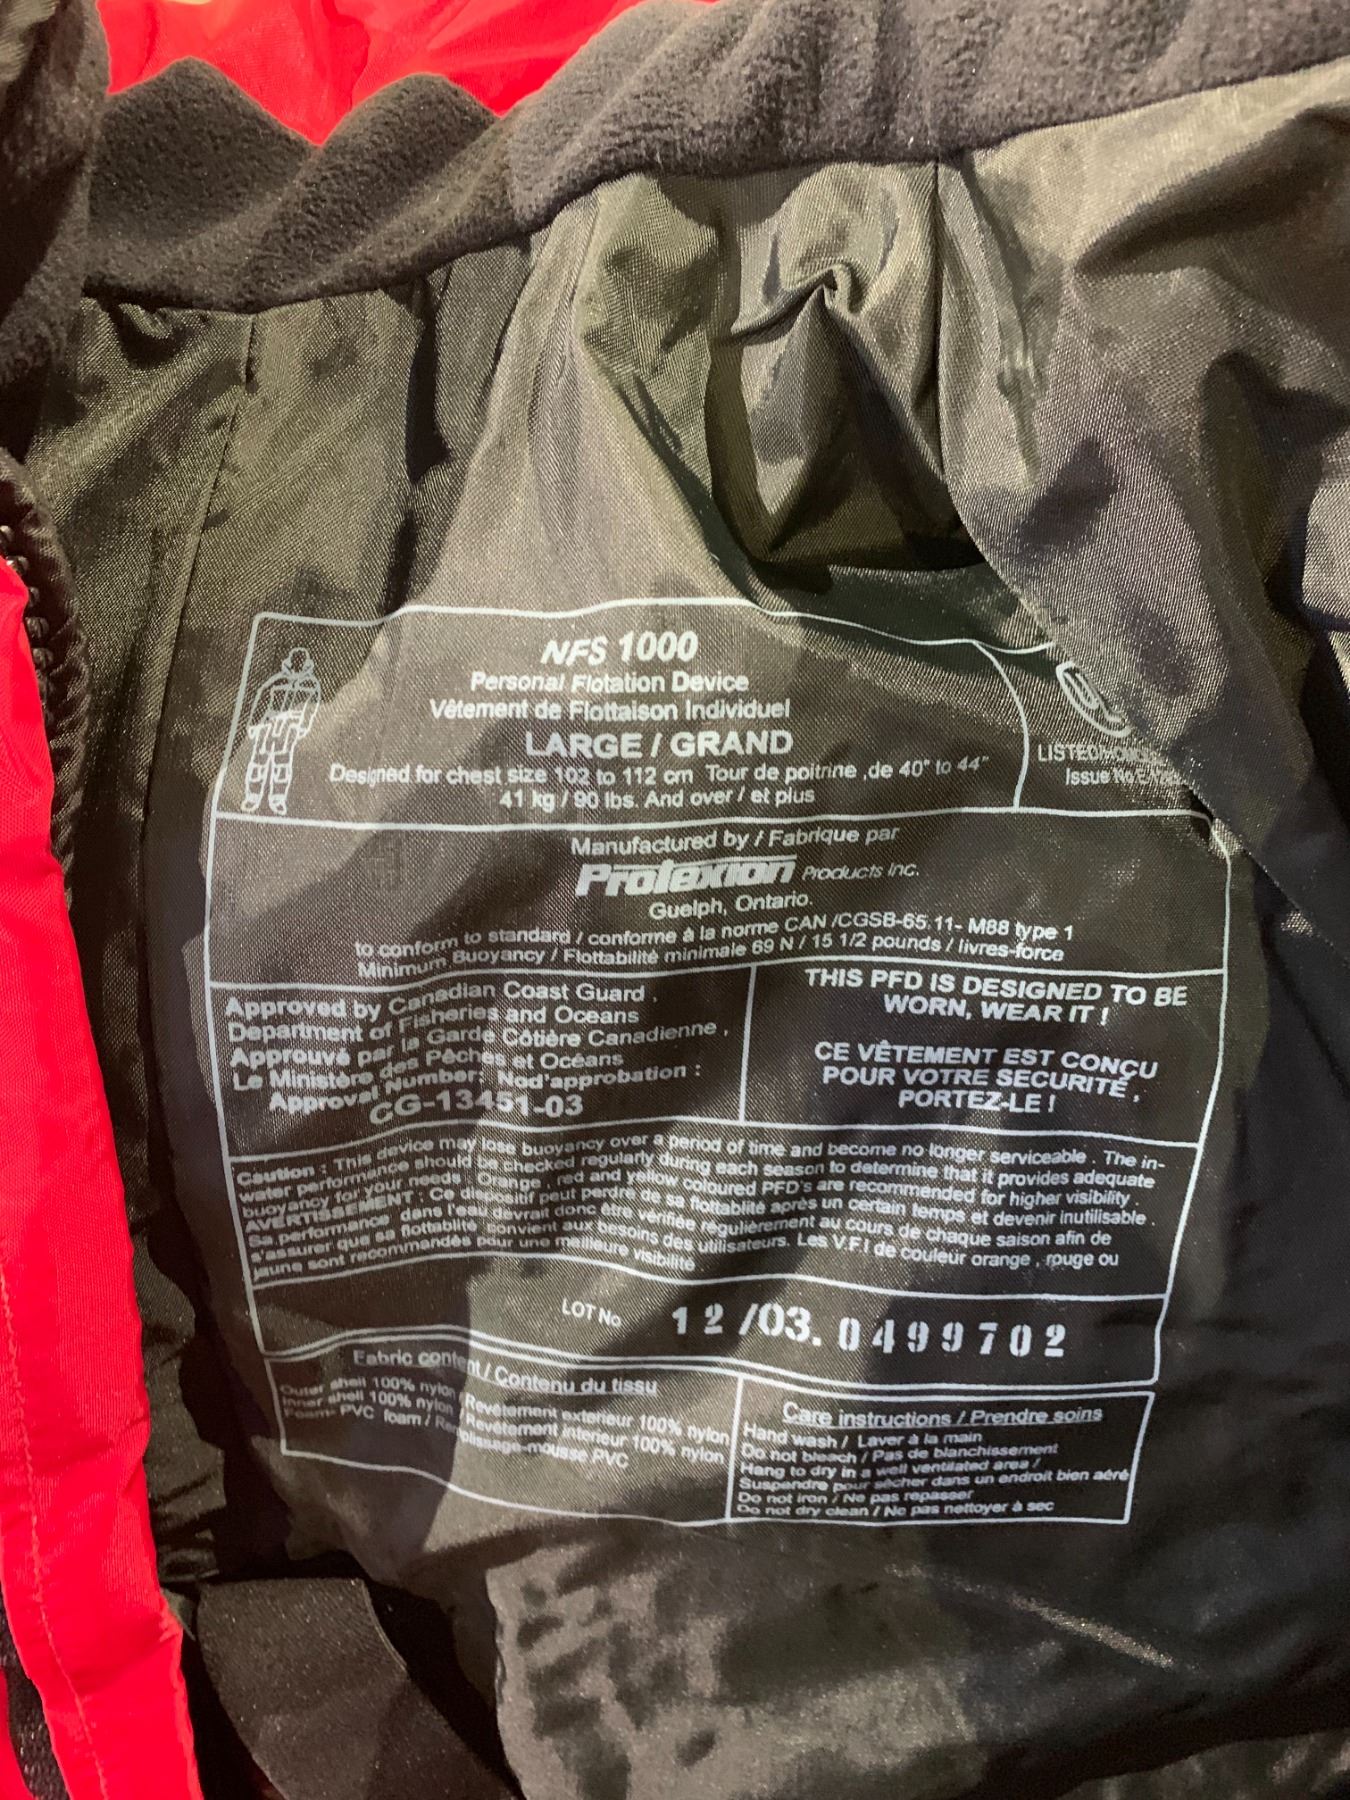 NFS 1000
Personal Flotation Device
Vêtement de Flottaison Individuel
LARGE / GRAND
Designed for chest size 102 to 112 cm Tour de poitrine ,de 40" to 44"
41 kg / 90 lbs. And over / et plus
UL
LISTED
Issue No
Manufactured by / Fabrique par
Protexion Products Inc.
Guelph, Ontario.
to conform to standard / conforme à la norme CAN /CGSB-65.11- M88 type 1
Minimum Buoyancy / Flottabilité minimale 69 N / 15 1/2 pounds / livres-force
Approved by Canadian Coast Guard ,
Department of Fisheries and Oceans
Approuvé par la Garde Côtière Canadienne ,
Le Ministère des Pêches et Océans
Approval Number: Nod'approbation :
CG-13451-03
THIS PFD IS DESIGNED TO BE
WORN, WEAR IT !
CE VÊTEMENT EST CONÇU
POUR VOTRE SECURITÉ ,
PORTEZ-LE !
Caution : This device may lose buoyancy over a period of time and become no longer serviceable . The in-
water performance should be checked regularly during each season to determine that it provides adequate
buoyancy for your needs . Orange , red and yellow coloured PFD's are recommended for higher visibility .
AVERTISSEMENT : Ce dispositif peut perdre de sa flottablité après un certain temps et devenir inutilisable .
Sa performance dans l'eau devrait donc être vérifiée régulièrement au cours de chaque saison afin de
s'assurer que sa flottablité convient aux besoins des utilisateurs. Les V.F.I de couleur orange , rouge ou
jaune sont recommandés pour une meilleure visibilité
LOT No 12 /03. 0499702
Fabric content / Contenu du tissu
Outer shell 100% nylon / Revêtement exterieur 100% nylon
Inner shell 100% nylon / Revêtement interieur 100% nylon
Foam- PVC foam / mousse PVC
Care instructions / Prendre soins
Hand wash / Laver à la main
Do not bleach / Pas de blanchissement
Hang to dry in a well ventilated area /
Suspendre pour sècher dans un endroit bien aéré
Do not iron / Ne pas repasser
Do not dry clean / Ne pas nettoyer à sec